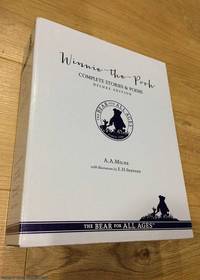 Winnie-the-Pooh
COMPLETE STORIES & POEMS
DELUXE EDITION
THE BEAR FOR ALL AGES
A.A.MILNE
with illustrations by E.H.SHEPARD
THE BEAR FOR ALL AGES